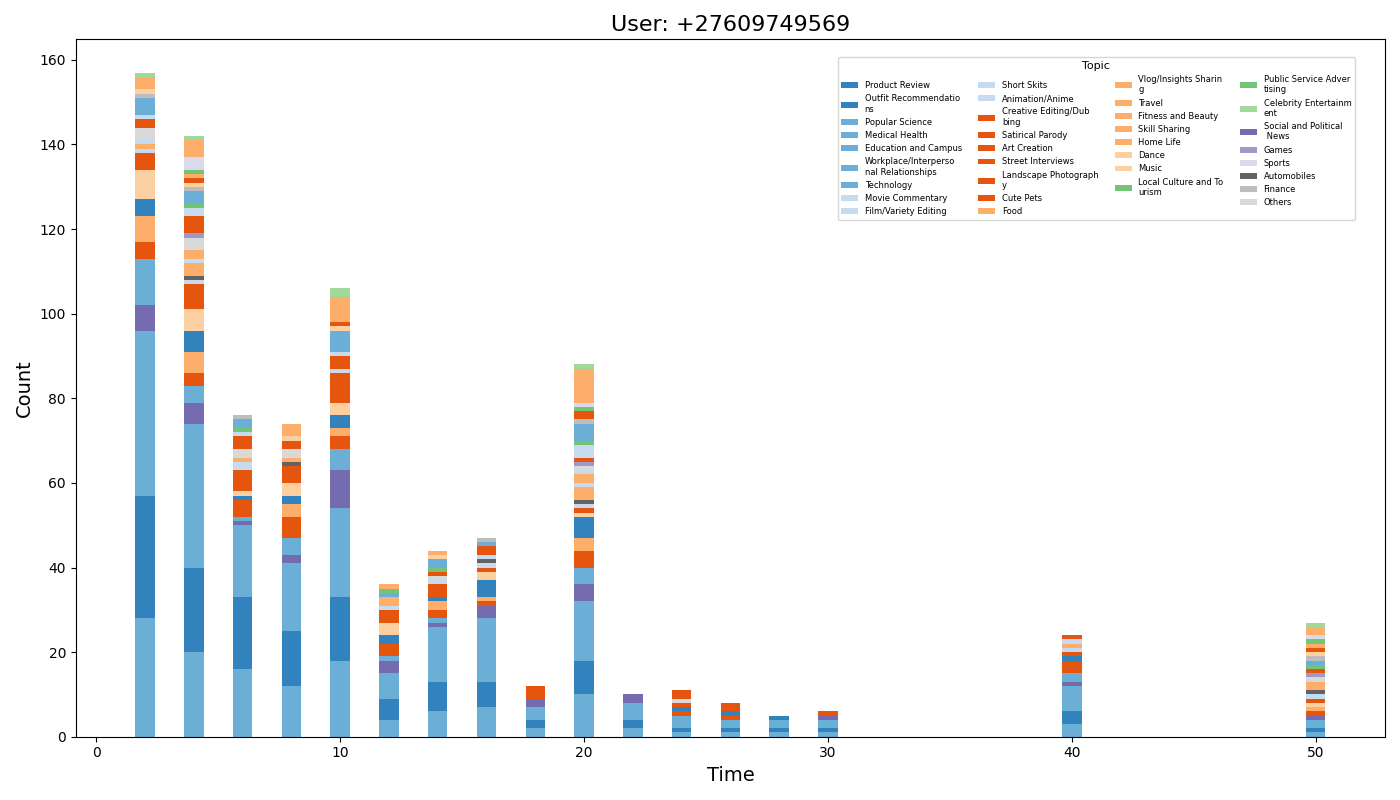 User: +27609749569
Topic
Product Review
Outfit Recommendatio
ns
Popular Science
Medical Health
Education and Campus
Workplace/Interperso
nal Relationships
Technology
Movie Commentary
Film/Variety Editing
Short Skits
Animation/Anime
Creative Editing/Dub
bing
Satirical Parody
Art Creation
Street Interviews
Landscape Photograph
y
Cute Pets
Food
Vlog/Insights Sharin
g
Travel
Fitness and Beauty
Skill Sharing
Home Life
Dance
Music
Local Culture and To
urism
Public Service Adver
tising
Celebrity Entertainm
ent
Social and Political
News
Games
Sports
Automobiles
Finance
Others
Count
160
140
120
100
80
60
40
20
0
0 10 20 30 40 50
Time